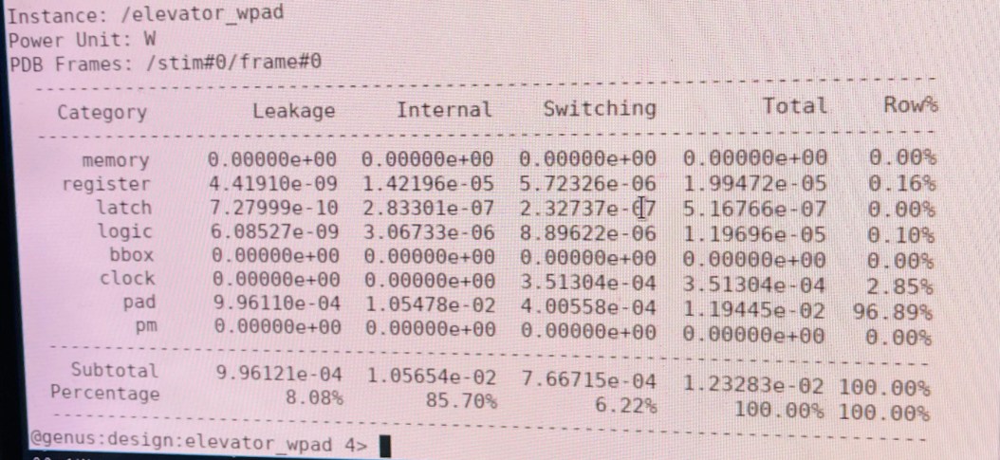 Instance: /elevator_wpad
Power Unit: W
PDB Frames: /stim#0/frame#0
Category Leakage Internal Switching Total Row%
memory 0.00000e+00 0.00000e+00 0.00000e+00 0.00000e+00 0.00%
register 4.41910e-09 1.42196e-05 5.72326e-06 1.99472e-05 0.16%
latch 7.27999e-10 2.83301e-07 2.32737e-07 5.16766e-07 0.00%
logic 6.08527e-09 3.06733e-06 8.89622e-06 1.19696e-05 0.10%
bbox 0.00000e+00 0.00000e+00 0.00000e+00 0.00000e+00 0.00%
clock 0.00000e+00 0.00000e+00 3.51304e-04 3.51304e-04 2.85%
pad 9.96110e-04 1.05478e-02 4.00558e-04 1.19445e-02 96.89%
pm 0.00000e+00 0.00000e+00 0.00000e+00 0.00000e+00 0.00%
Subtotal 9.96121e-04 1.05654e-02 7.66715e-04 1.23283e-02 100.00%
Percentage 8.08% 85.70% 6.22% 100.00% 100.00%
@genus:design:elevator_wpad 4>